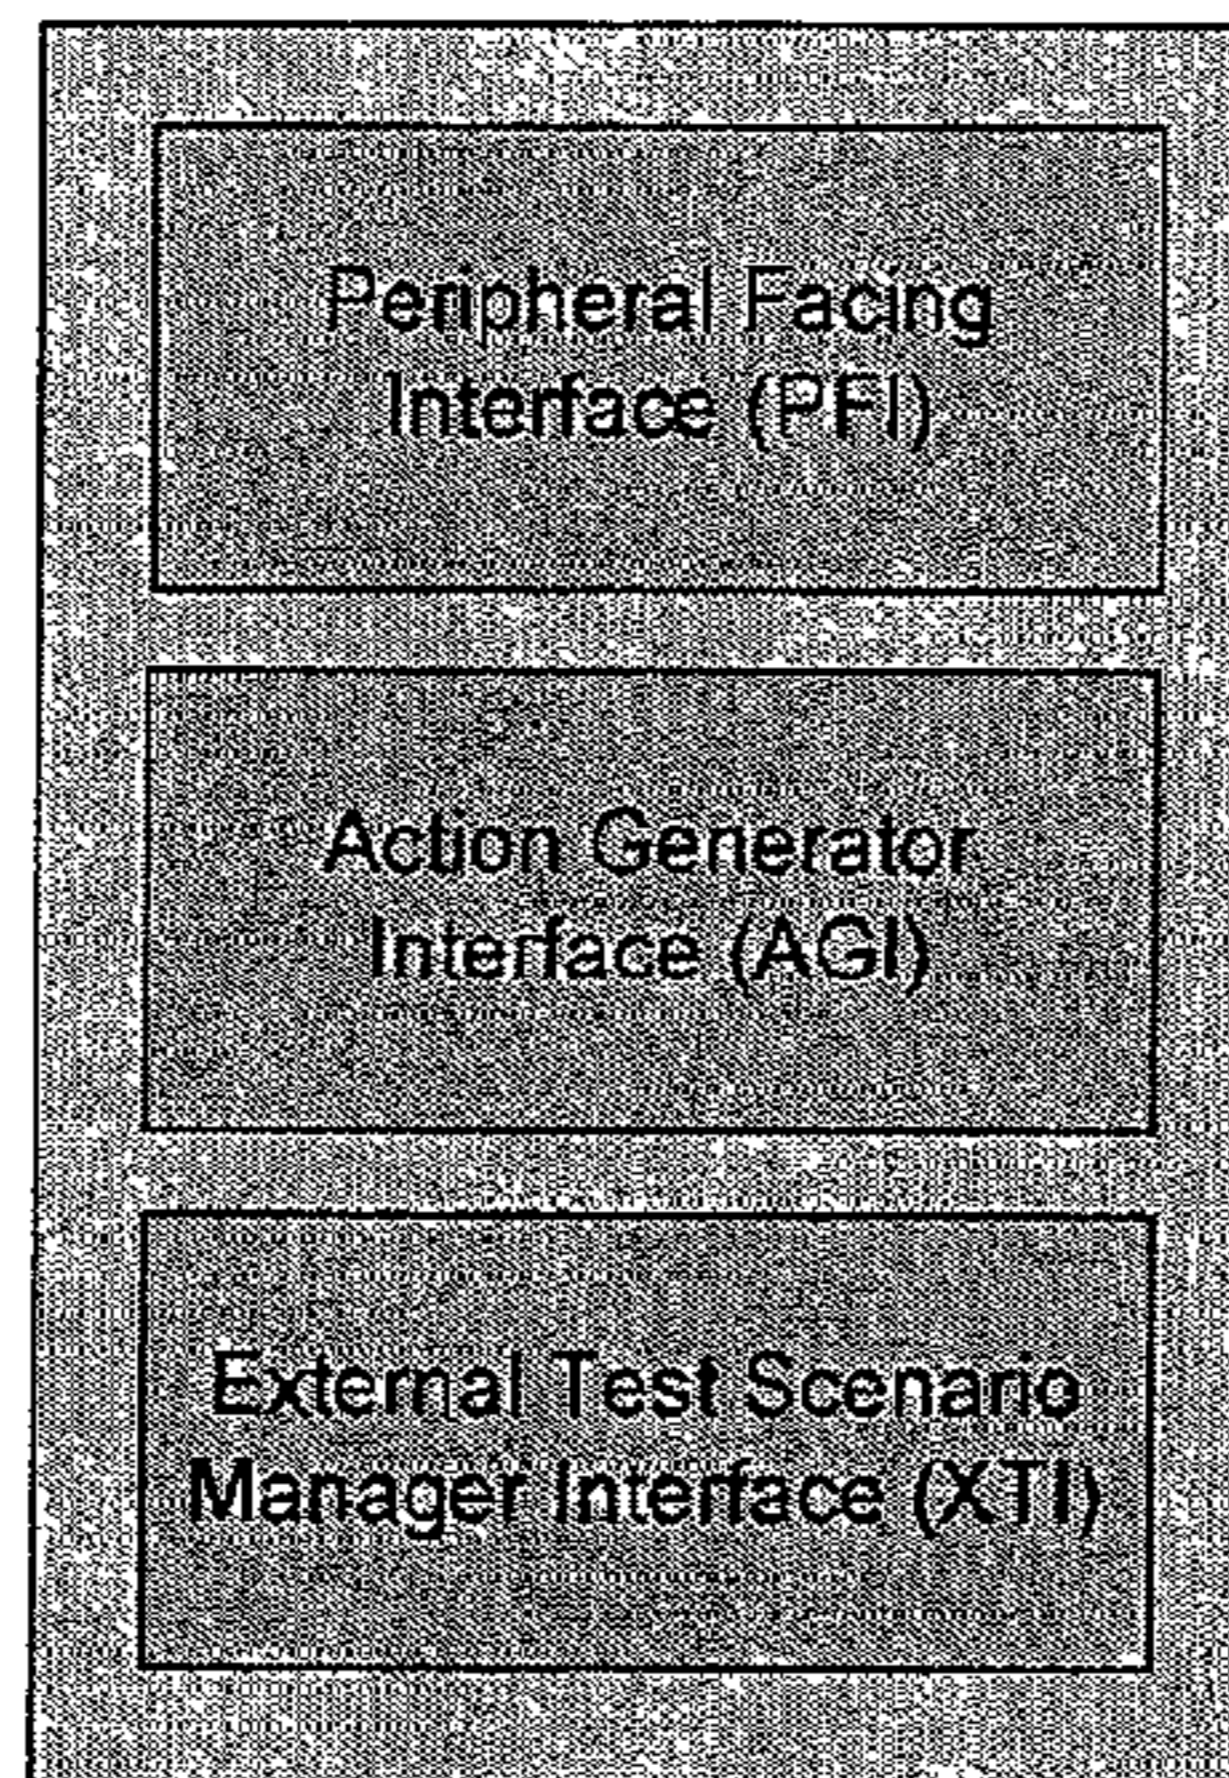 Peripheral Facing
Interface (PFI)
Action Generator
Interface (AGI)
External Test Scenario
Manager Interface (XTI)